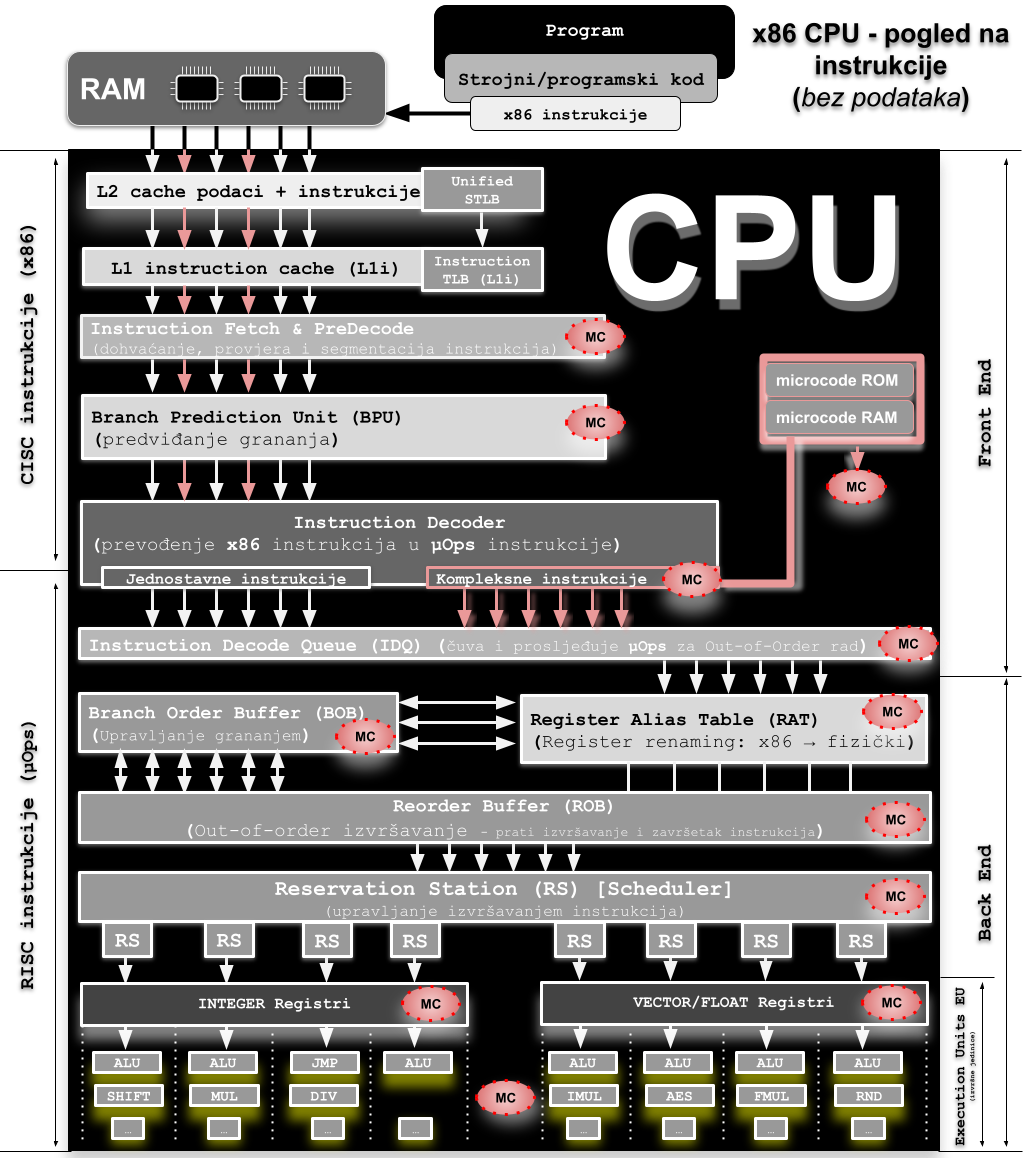 x86 CPU - pogled na
instrukcije
(bez podataka)
Program
Strojni/programski kod
x86 instrukcije
RAM
CPU
CISC instrukcije (x86)
RISC instrukcije (µOps)
Front End
Back End
Execution Units EU
(izvršne jedinice)
L2 cache podaci + instrukcije
Unified
STLB
L1 instruction cache (L1i)
Instruction
TLB (L1i)
Instruction Fetch & PreDecode
(dohvaćanje, provjera i segmentacija instrukcija)
MC
Branch Prediction Unit (BPU)
(predviđanje grananja)
MC
microcode ROM
microcode RAM
MC
Instruction Decoder
(prevođenje x86 instrukcija u µOps instrukcije)
Jednostavne instrukcije
Kompleksne instrukcije
MC
Instruction Decode Queue (IDQ) (čuva i prosljeđuje µOps za Out-of-Order rad)
MC
Branch Order Buffer (BOB)
(Upravljanje grananjem)
MC
Register Alias Table (RAT)
(Register renaming: x86 → fizički)
MC
Reorder Buffer (ROB)
(Out-of-order izvršavanje - prati izvršavanje i završetak instrukcija)
MC
Reservation Station (RS) [Scheduler]
(upravljanje izvršavanjem instrukcija)
MC
RS RS RS RS RS RS RS RS
INTEGER Registri
MC
VECTOR/FLOAT Registri
MC
ALU ALU JMP ALU ALU ALU ALU ALU
SHIFT MUL DIV MC IMUL AES FMUL RND
... ... ... ... ... ... ... ...